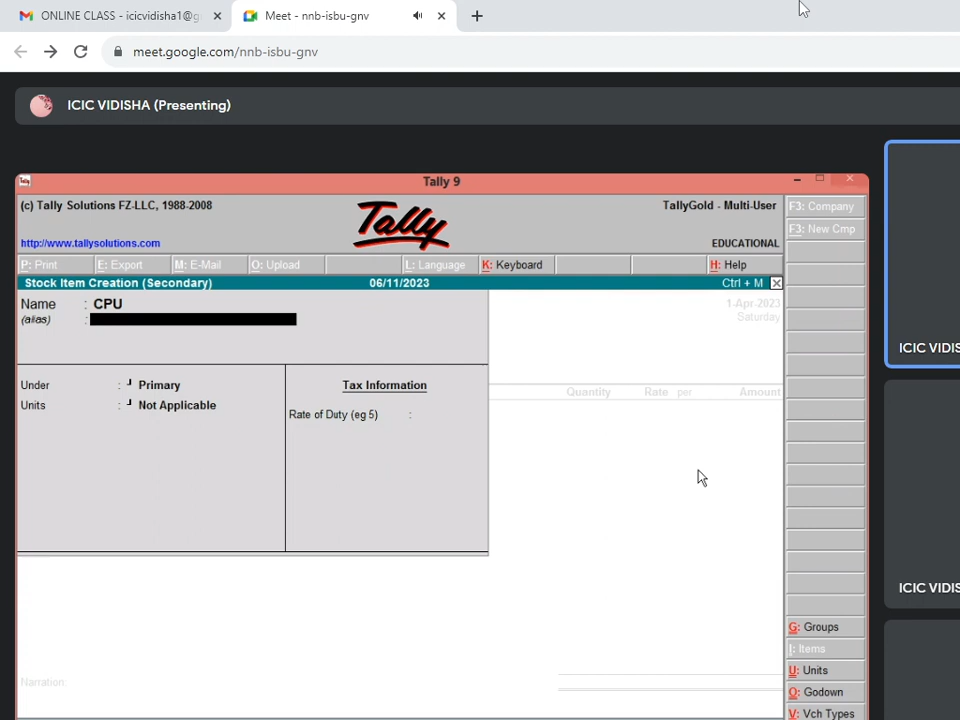 ONLINE CLASS - icicvidisha1@g
Meet - nnb-isbu-gnv
meet.google.com/nnb-isbu-gnv
ICIC VIDISHA (Presenting)
Tally 9
(c) Tally Solutions FZ-LLC, 1988-2008
Tally
TallyGold - Multi-User
http://www.tallysolutions.com
EDUCATIONAL
P: Print
E: Export
M: E-Mail
O: Upload
L: Language
K: Keyboard
H: Help
F3: Company
F3: New Cmp
Stock Item Creation (Secondary)
06/11/2023
Ctrl + M
Name : CPU
(alias) :
1-Apr-2023
Saturday
Under : Primary
Units : Not Applicable
Tax Information
Rate of Duty (eg 5) :
Quantity Rate per Amount
Narration:
G: Groups
I: Items
U: Units
O: Godown
V: Vch Types
ICIC VIDIS
ICIC VIDIS